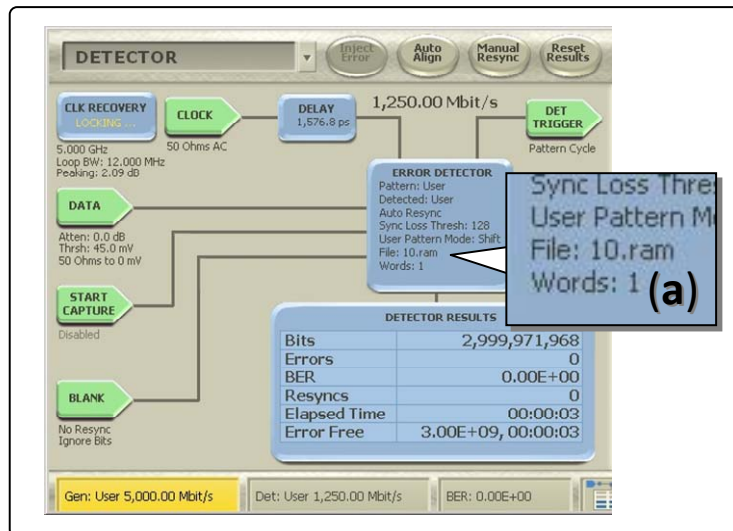 DETECTOR
Inject
Error
Auto
Align
Manual
Resync
Reset
Results
CLK RECOVERY
LOCKING ...
5.000 GHz
Loop BW: 12.000 MHz
Peaking: 2.09 dB
CLOCK
50 Ohms AC
DELAY
1,576.8 ps
1,250.00 Mbit/s
DET
TRIGGER
Pattern Cycle
DATA
Atten: 0.0 dB
Thrsh: 45.0 mV
50 Ohms to 0 mV
ERROR DETECTOR
Pattern: User
Detected: User
Auto Resync
Sync Loss Thresh: 128
User Pattern Mode: Shift
File: 10.ram
Words: 1
Sync Loss Thres
User Pattern M
File: 10.ram
Words: 1
(a)
START
CAPTURE
Disabled
BLANK
No Resync
Ignore Bits
DETECTOR RESULTS
Bits 2,999,971,968
Errors 0
BER 0.00E+00
Resyncs 0
Elapsed Time 00:00:03
Error Free 3.00E+09, 00:00:03
Gen: User 5,000.00 Mbit/s
Det: User 1,250.00 Mbit/s
BER: 0.00E+00